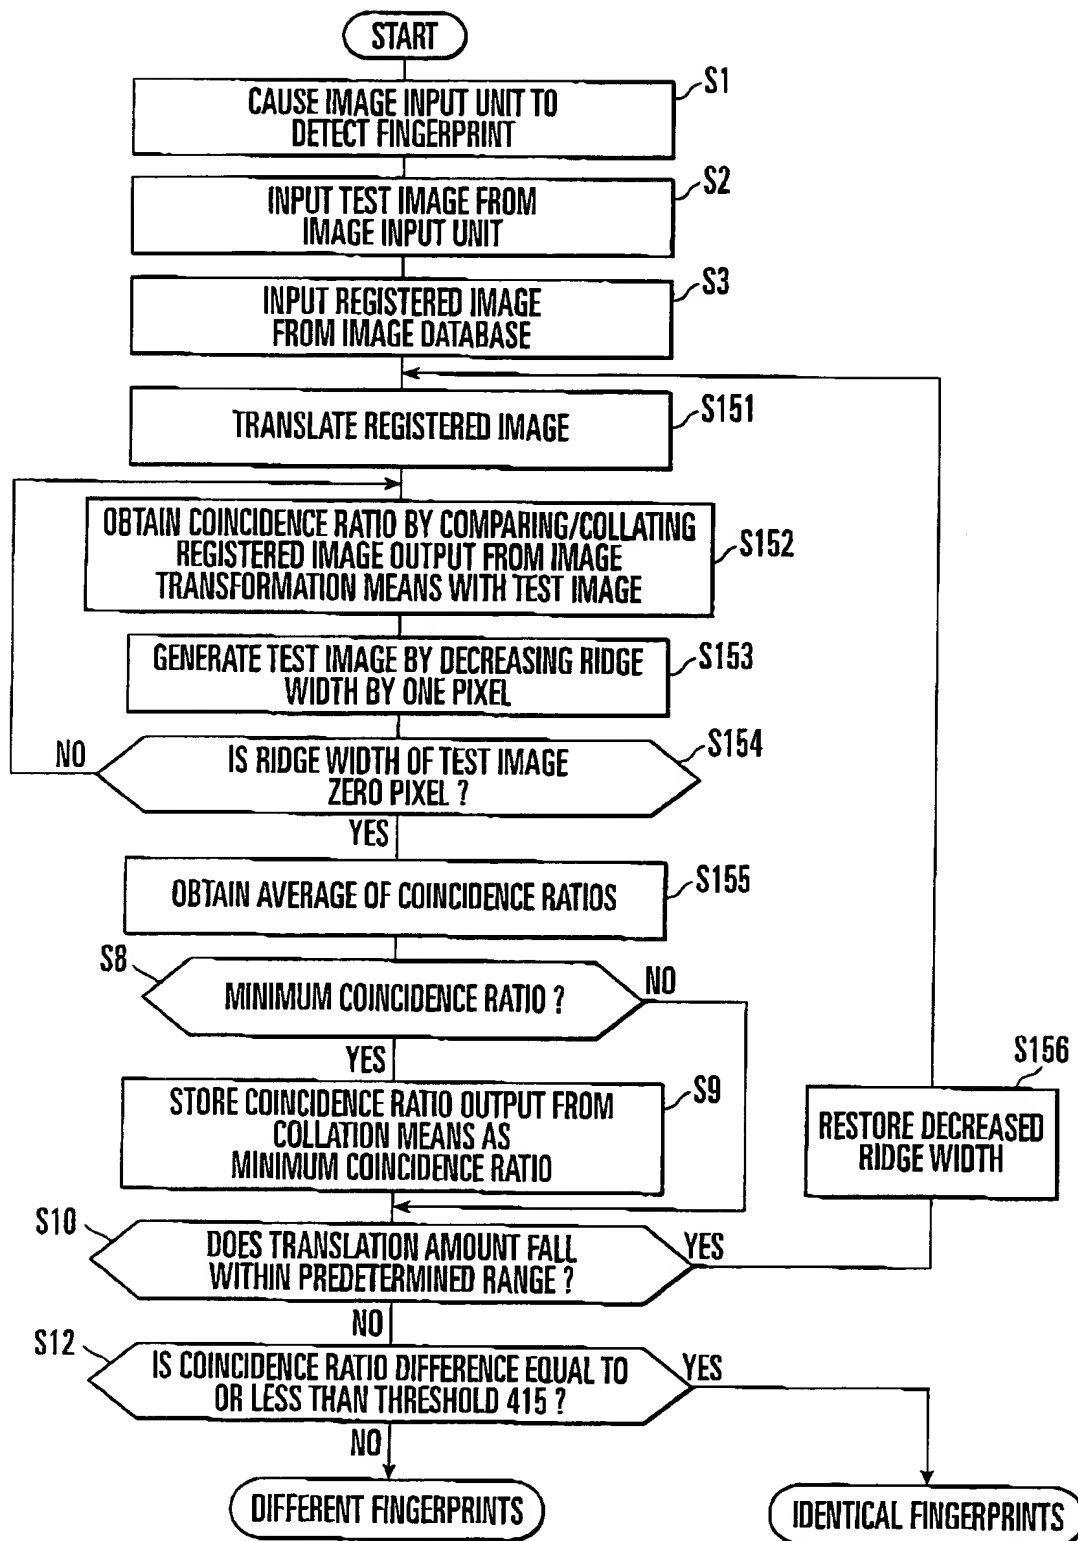 START
S1
CAUSE IMAGE INPUT UNIT TO
DETECT FINGERPRINT
S2
INPUT TEST IMAGE FROM
IMAGE INPUT UNIT
S3
INPUT REGISTERED IMAGE
FROM IMAGE DATABASE
S151
TRANSLATE REGISTERED IMAGE
OBTAIN COINCIDENCE RATIO BY COMPARING/COLLATING
REGISTERED IMAGE OUTPUT FROM IMAGE
TRANSFORMATION MEANS WITH TEST IMAGE
S152
GENERATE TEST IMAGE BY DECREASING RIDGE
WIDTH BY ONE PIXEL
S153
NO
IS RIDGE WIDTH OF TEST IMAGE
ZERO PIXEL ?
S154
YES
OBTAIN AVERAGE OF COINCIDENCE RATIOS
S155
S8
MINIMUM COINCIDENCE RATIO ?
NO
YES
STORE COINCIDENCE RATIO OUTPUT FROM
COLLATION MEANS AS
MINIMUM COINCIDENCE RATIO
S9
S156
RESTORE DECREASED
RIDGE WIDTH
S10
DOES TRANSLATION AMOUNT FALL
WITHIN PREDETERMINED RANGE ?
YES
NO
S12
IS COINCIDENCE RATIO DIFFERENCE EQUAL TO
OR LESS THAN THRESHOLD 415 ?
YES
NO
DIFFERENT FINGERPRINTS
IDENTICAL FINGERPRINTS